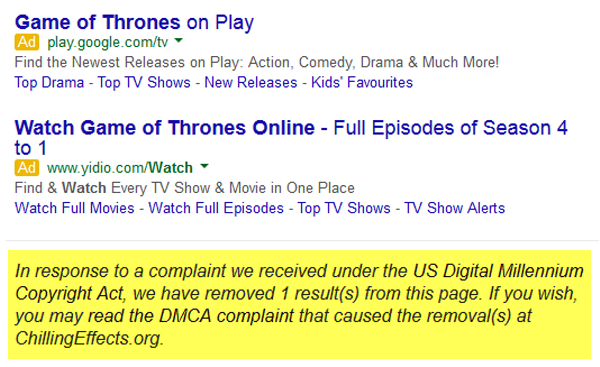 Game of Thrones on Play
Ad play.google.com/tv
Find the Newest Releases on Play: Action, Comedy, Drama & Much More!
Top Drama - Top TV Shows - New Releases - Kids' Favourites
Watch Game of Thrones Online - Full Episodes of Season 4
to 1
Ad www.yidio.com/Watch
Find & Watch Every TV Show & Movie in One Place
Watch Full Movies - Watch Full Episodes - Top TV Shows - TV Show Alerts
In response to a complaint we received under the US Digital Millennium
Copyright Act, we have removed 1 result(s) from this page. If you wish,
you may read the DMCA complaint that caused the removal(s) at
ChillingEffects.org.